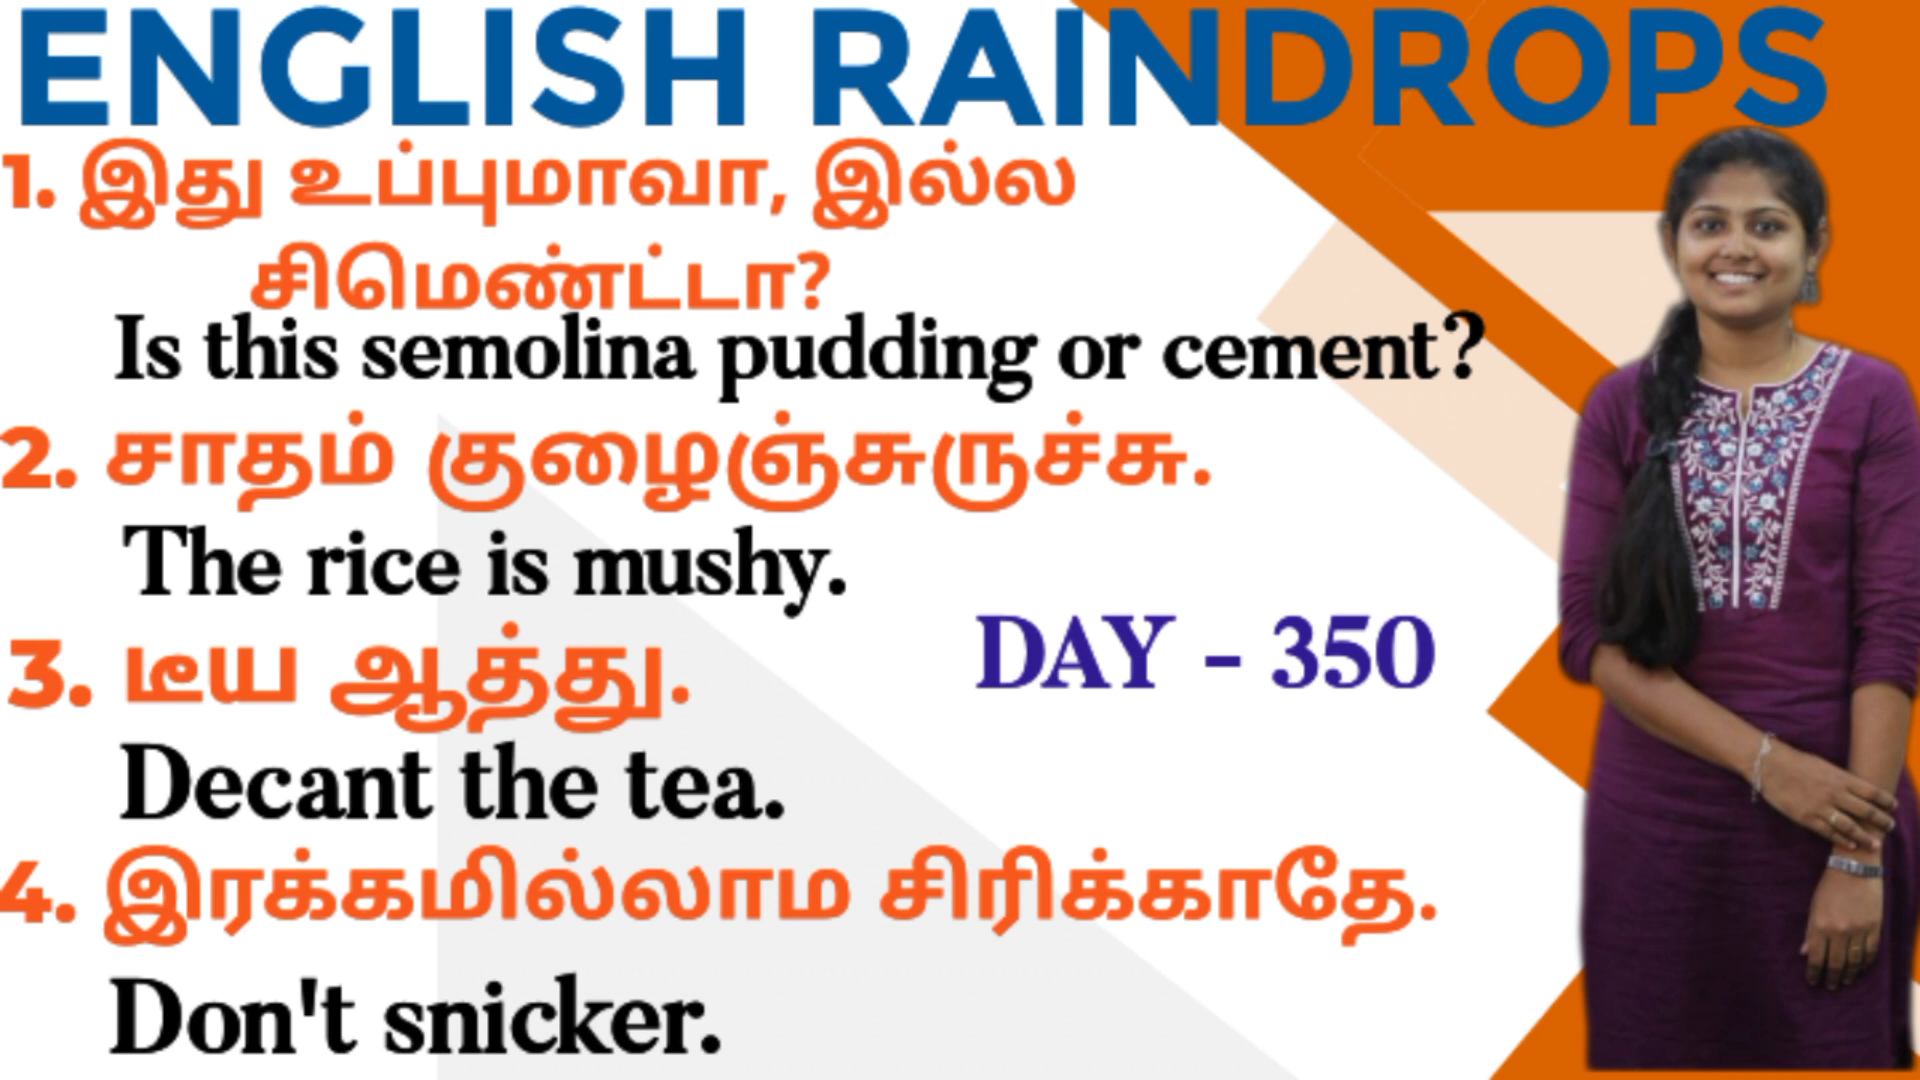 ENGLISH RAINDROPS
1. இது உப்புமாவா, இல்ல
சிமெண்ட்டா?
Is this semolina pudding or cement?
2. சாதம் குழைஞ்சுருச்சு.
The rice is mushy.
3. டீய ஆத்து.
DAY - 350
Decant the tea.
4. இரக்கமில்லாம சிரிக்காதே.
Don't snicker.